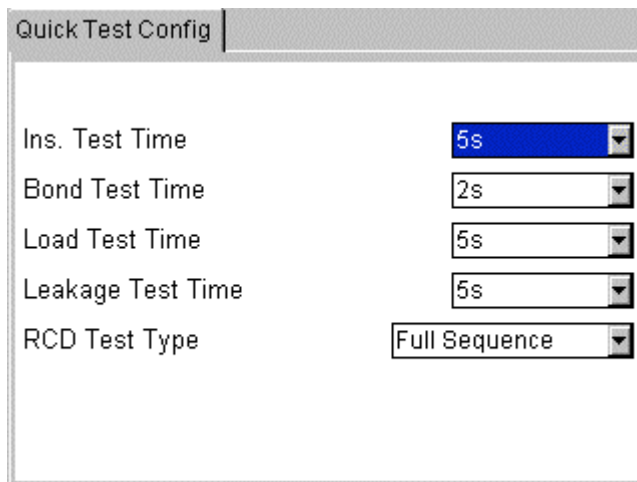 Quick Test Config
Ins. Test Time 5s
Bond Test Time 2s
Load Test Time 5s
Leakage Test Time 5s
RCD Test Type Full Sequence